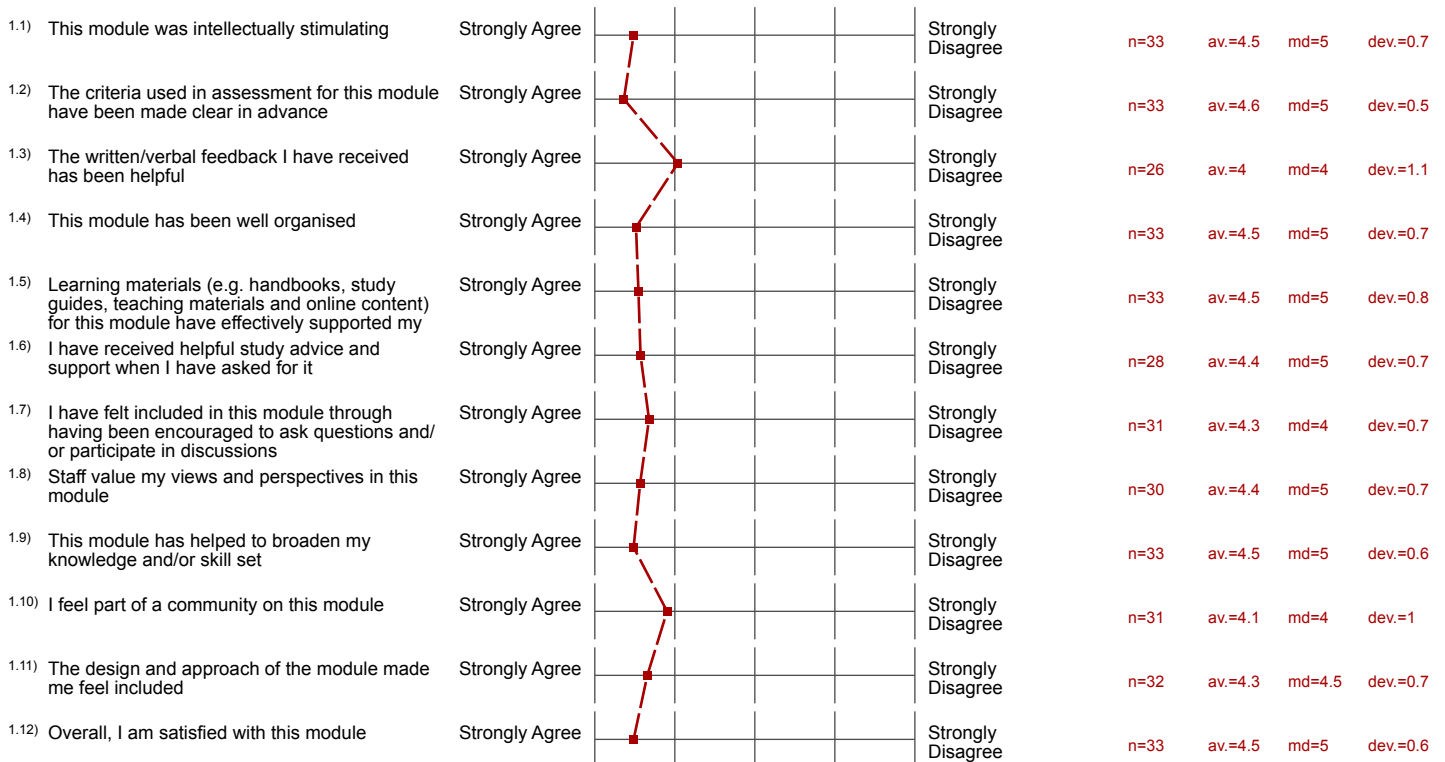 1.1) This module was intellectually stimulating Strongly Agree Strongly Disagree n=33 av.=4.5 md=5 dev.=0.7
1.2) The criteria used in assessment for this module
have been made clear in advance Strongly Agree Strongly Disagree n=33 av.=4.6 md=5 dev.=0.5
1.3) The written/verbal feedback I have received
has been helpful Strongly Agree Strongly Disagree n=26 av.=4 md=4 dev.=1.1
1.4) This module has been well organised Strongly Agree Strongly Disagree n=33 av.=4.5 md=5 dev.=0.7
1.5) Learning materials (e.g. handbooks, study
guides, teaching materials and online content)
for this module have effectively supported my Strongly Agree Strongly Disagree n=33 av.=4.5 md=5 dev.=0.8
1.6) I have received helpful study advice and
support when I have asked for it Strongly Agree Strongly Disagree n=28 av.=4.4 md=5 dev.=0.7
1.7) I have felt included in this module through
having been encouraged to ask questions and/
or participate in discussions Strongly Agree Strongly Disagree n=31 av.=4.3 md=4 dev.=0.7
1.8) Staff value my views and perspectives in this
module Strongly Agree Strongly Disagree n=30 av.=4.4 md=5 dev.=0.7
1.9) This module has helped to broaden my
knowledge and/or skill set Strongly Agree Strongly Disagree n=33 av.=4.5 md=5 dev.=0.6
1.10) I feel part of a community on this module Strongly Agree Strongly Disagree n=31 av.=4.1 md=4 dev.=1
1.11) The design and approach of the module made
me feel included Strongly Agree Strongly Disagree n=32 av.=4.3 md=4.5 dev.=0.7
1.12) Overall, I am satisfied with this module Strongly Agree Strongly Disagree n=33 av.=4.5 md=5 dev.=0.6